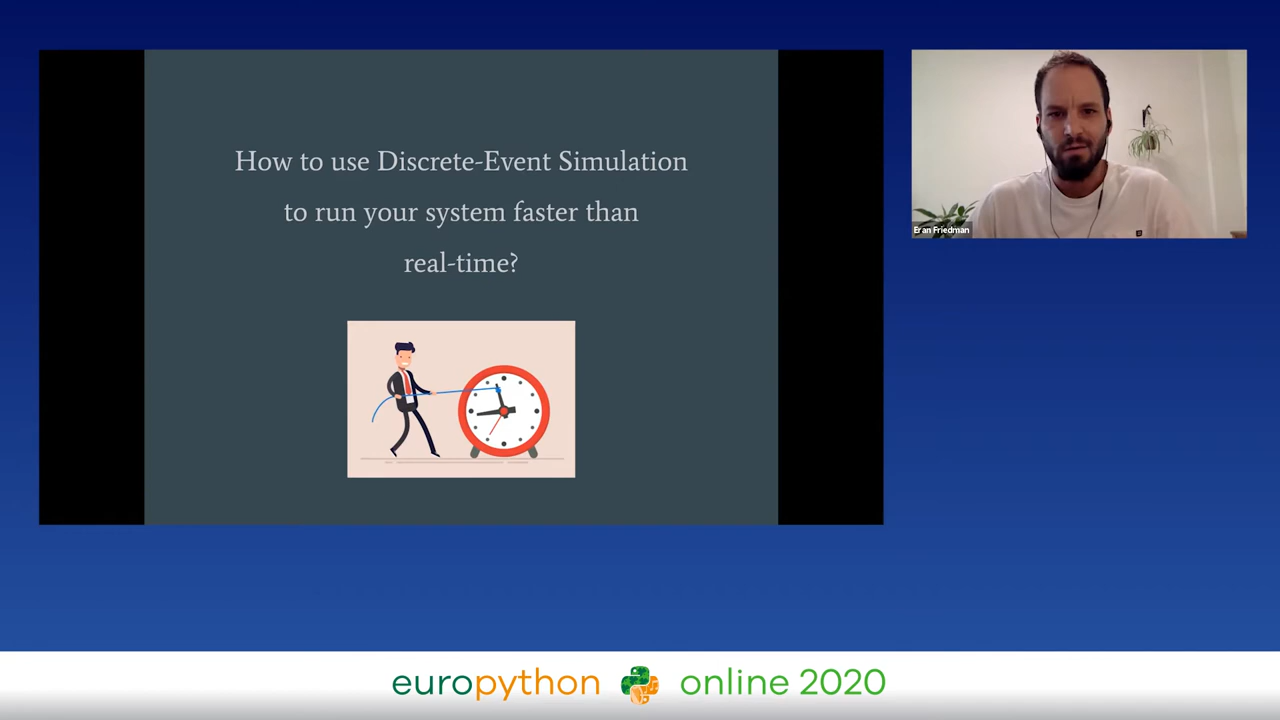 How to use Discrete-Event Simulation
to run your system faster than
real-time?
Eran Friedman
europython online 2020